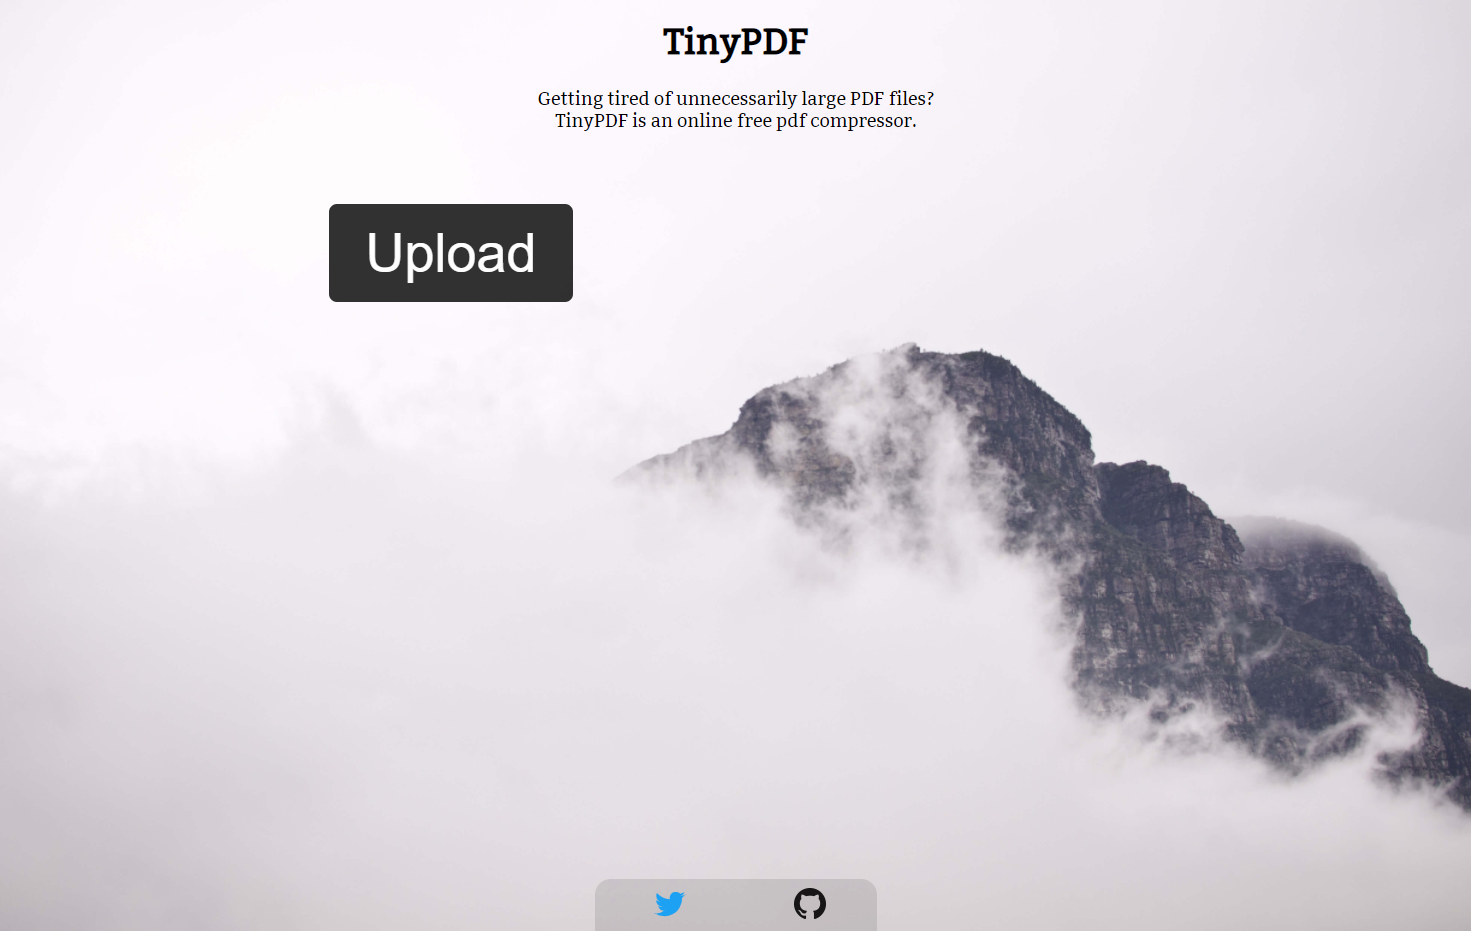 TinyPDF
Getting tired of unnecessarily large PDF files?
TinyPDF is an online free pdf compressor.
Upload